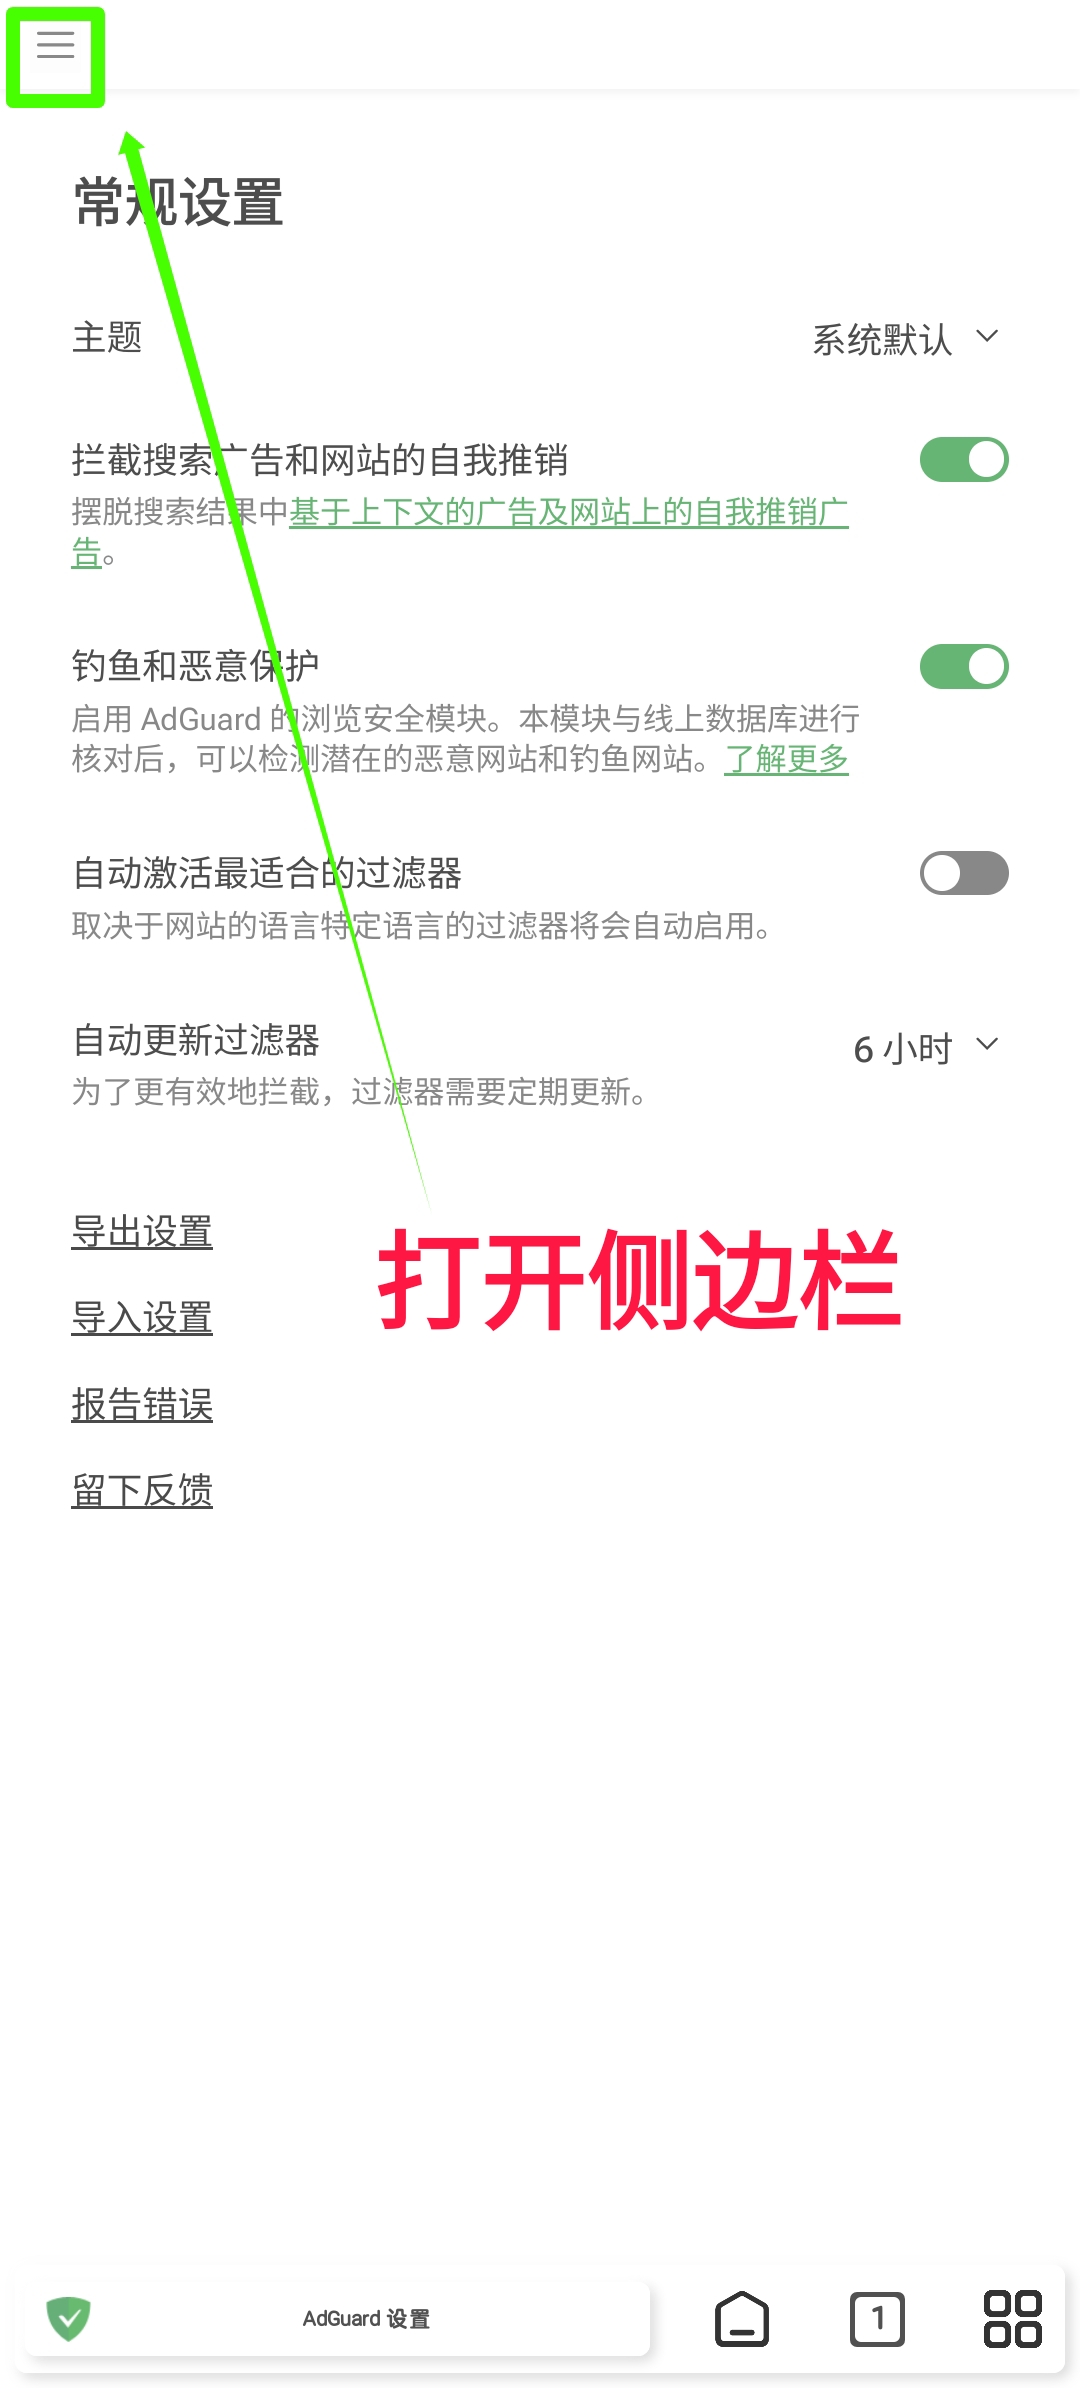 常规设置
主题
系统默认
拦截搜索广告和网站的自我推销
摆脱搜索结果中基于上下文的广告及网站上的自我推销广
告。
钓鱼和恶意保护
启用 AdGuard 的浏览安全模块。本模块与线上数据库进行
核对后，可以检测潜在的恶意网站和钓鱼网站。了解更多
自动激活最适合的过滤器
取决于网站的语言特定语言的过滤器将会自动启用。
自动更新过滤器
6 小时
为了更有效地拦截，过滤器需要定期更新。
导出设置
打开侧边栏
导入设置
报告错误
留下反馈
AdGuard 设置
1